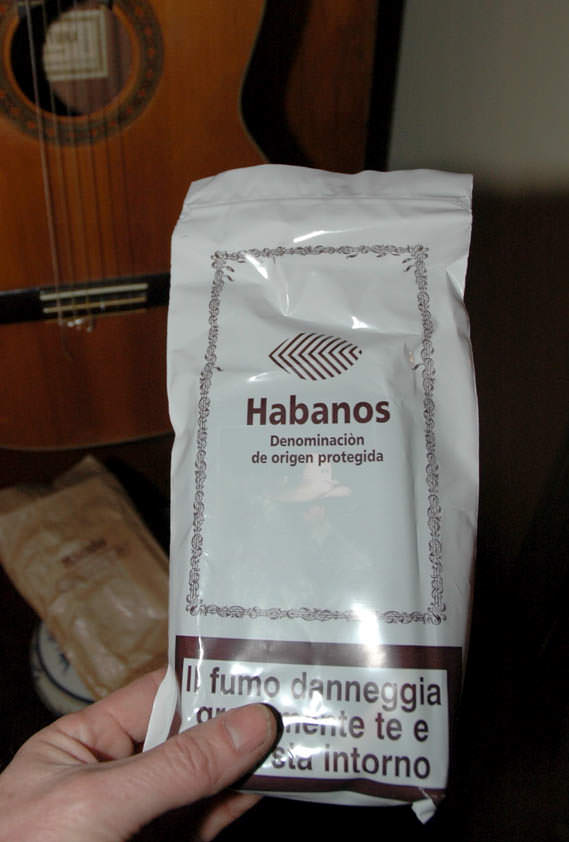 Habanos
Denominaciòn
de origen protegida
Il fumo danneggia
te e
intorno